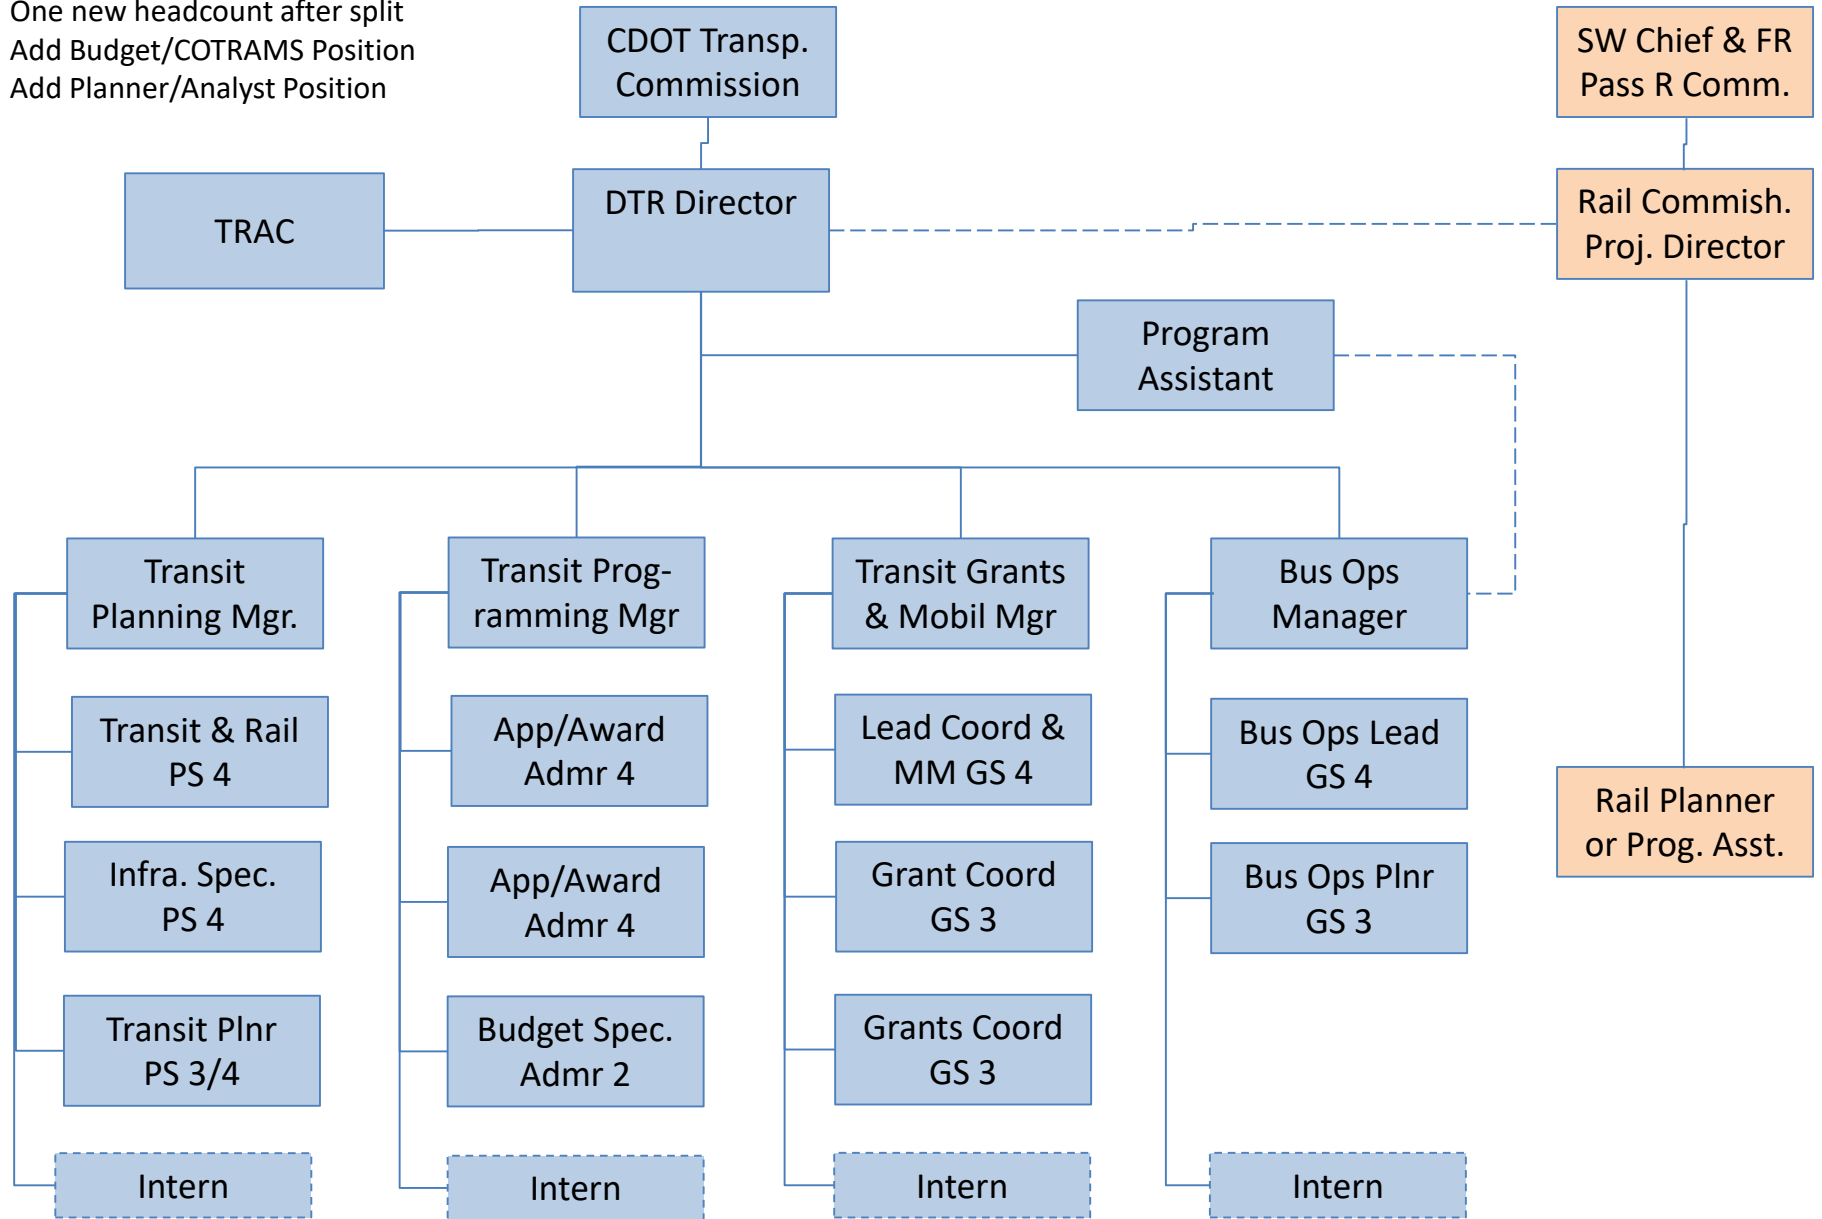 One new headcount after split
Add Budget/COTRAMS Position
Add Planner/Analyst Position
CDOT Transp.
Commission
SW Chief & FR
Pass R Comm.
TRAC
DTR Director
Rail Commish.
Proj. Director
Program
Assistant
Transit
Planning Mgr.
Transit Prog-
ramming Mgr
Transit Grants
& Mobil Mgr
Bus Ops
Manager
Transit & Rail
PS 4
App/Award
Admr 4
Lead Coord &
MM GS 4
Bus Ops Lead
GS 4
Rail Planner
or Prog. Asst.
Infra. Spec.
PS 4
App/Award
Admr 4
Grant Coord
GS 3
Bus Ops Plnr
GS 3
Transit Plnr
PS 3/4
Budget Spec.
Admr 2
Grants Coord
GS 3
Intern
Intern
Intern
Intern